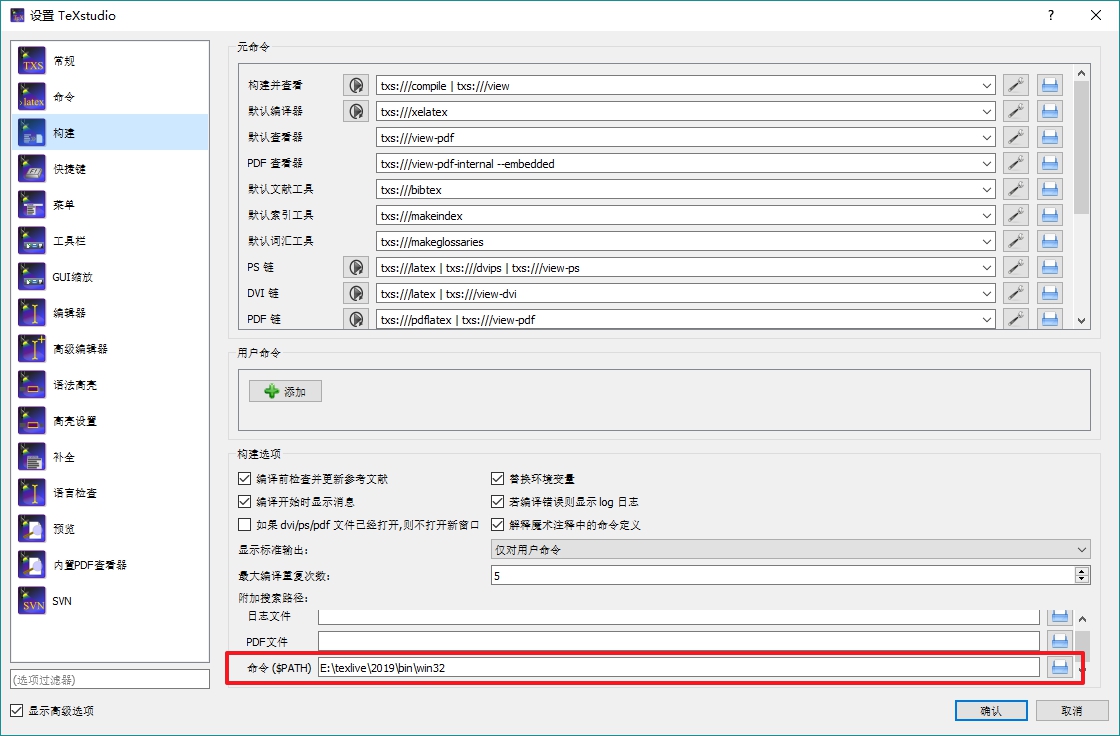 设置 TeXstudio
?
常规
命令
构建
快捷键
菜单
工具栏
GUI缩放
编辑器
高级编辑器
语法高亮
高亮设置
补全
语言检查
预览
内置PDF查看器
SVN
(选项过滤器)
显示高级选项
元命令
构建并查看 txs:///compile | txs:///view
默认编译器 txs:///xelatex
默认查看器 txs:///view-pdf
PDF 查看器 txs:///view-pdf-internal --embedded
默认文献工具 txs:///bibtex
默认索引工具 txs:///makeindex
默认词汇工具 txs:///makeglossaries
PS 链 txs:///latex | txs:///dvips | txs:///view-ps
DVI 链 txs:///latex | txs:///view-dvi
PDF 链 txs:///pdflatex | txs:///view-pdf
用户命令
添加
构建选项
编译前检查并更新参考文献 替换环境变量
编译开始时显示消息 若编译错误则显示 log 日志
如果 dvi/ps/pdf 文件已经打开,则不打开新窗口 解释魔术注释中的命令定义
显示标准输出: 仅对用户命令
最大编译重复次数: 5
附加搜索路径:
日志文件
PDF文件
命令 ($PATH) E:\texlive\2019\bin\win32
确认 取消